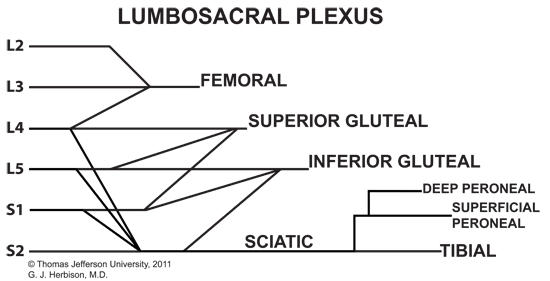 LUMBOSACRAL PLEXUS
L2
L3
FEMORAL
L4
SUPERIOR GLUTEAL
L5
INFERIOR GLUTEAL
DEEP PERONEAL
S1
SUPERFICIAL
PERONEAL
S2
SCIATIC
TIBIAL
© Thomas Jefferson University, 2011
G. J. Herbison, M.D.